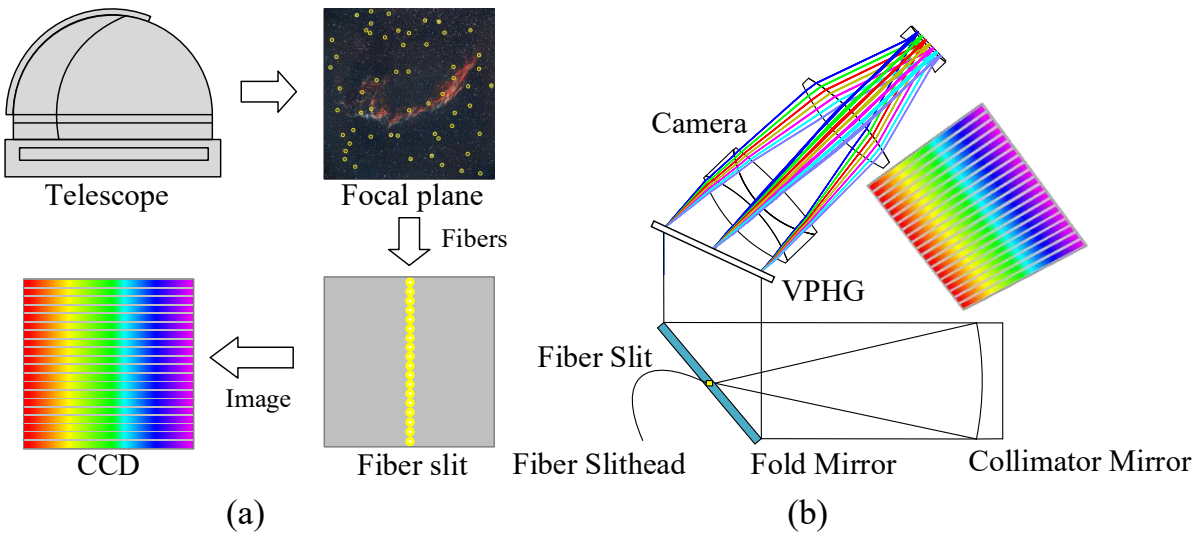 Telescope
Focal plane
Fibers
CCD
Image
Fiber slit
(a)
Camera
VPHG
Fiber Slit
Fiber Slithead
Fold Mirror
Collimator Mirror
(b)